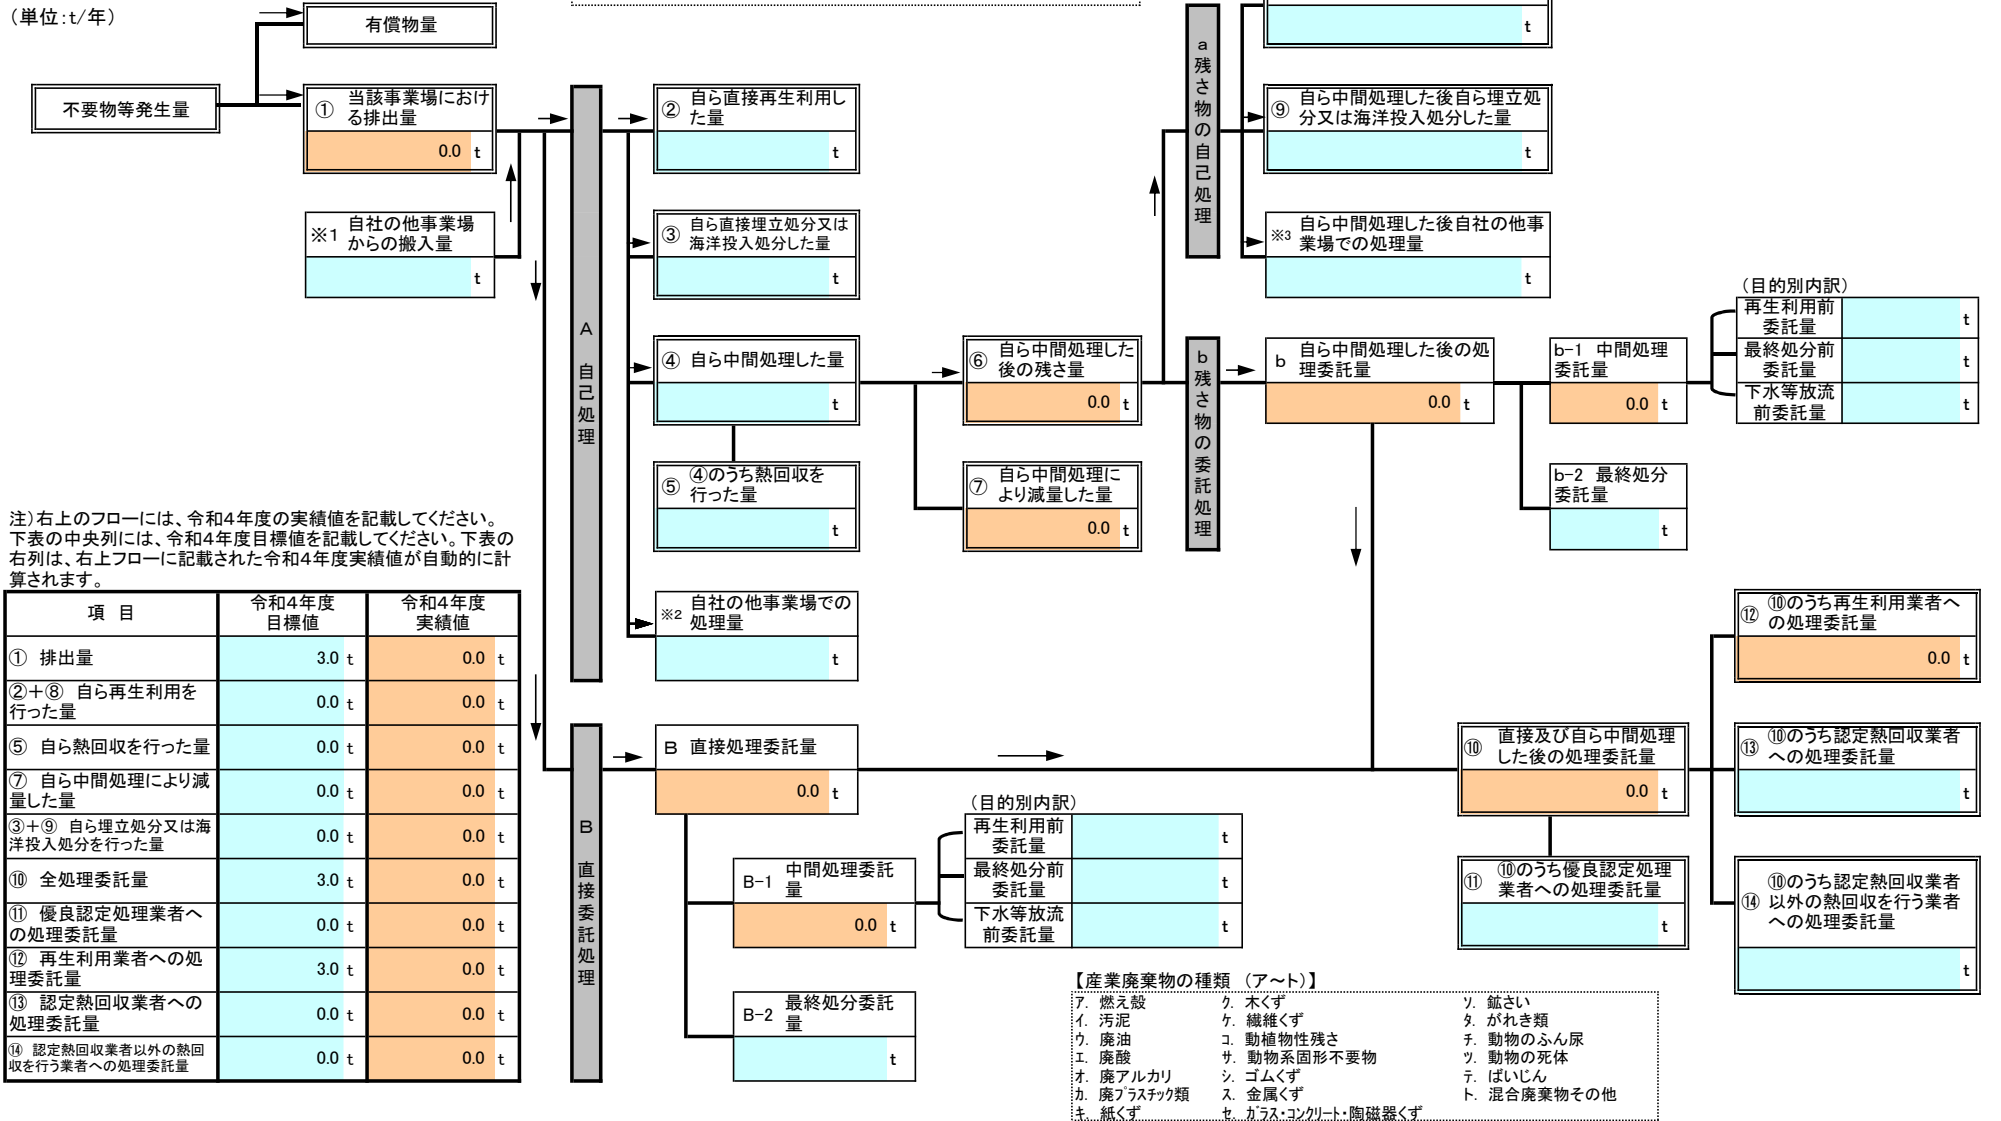 （単位：t/年）
有償物量
不要物等発生量
① 当該事業場におけ
る排出量
0.0 t
※1 自社の他事業場
からの搬入量
t
A 自己処理
② 自ら直接再生利用し
た量
t
③ 自ら直接埋立処分又は
海洋投入処分した量
t
④ 自ら中間処理した量
t
⑤ ④のうち熱回収を
行った量
t
※2 自社の他事業場での
処理量
t
⑥ 自ら中間処理した
後の残さ量
0.0 t
⑦ 自ら中間処理に
より減量した量
0.0 t
a 残さ物の自己処理
t
⑨ 自ら中間処理した後自ら埋立処
分又は海洋投入処分した量
t
※3 自ら中間処理した後自社の他事
業場での処理量
t
b 残さ物の委託処理
b 自ら中間処理した後の処
理委託量
0.0 t
b-1 中間処理
委託量
0.0 t
b-2 最終処分
委託量
t
（目的別内訳）
再生利用前
委託量
t
最終処分前
委託量
t
下水等放流
前委託量
t
注）右上のフローには、令和4年度の実績値を記載してください。
下表の中央列には、令和4年度目標値を記載してください。下表の
右列は、右上フローに記載された令和4年度実績値が自動的に計
算されます。
項 目
令和4年度
目標値
令和4年度
実績値
① 排出量
3.0 t 0.0 t
②＋⑧ 自ら再生利用を
行った量
0.0 t 0.0 t
⑤ 自ら熱回収を行った量
0.0 t 0.0 t
⑦ 自ら中間処理により減
量した量
0.0 t 0.0 t
③＋⑨ 自ら埋立処分又は海
洋投入処分を行った量
0.0 t 0.0 t
⑩ 全処理委託量
3.0 t 0.0 t
⑪ 優良認定処理業者へ
の処理委託量
0.0 t 0.0 t
⑫ 再生利用業者への処
理委託量
3.0 t 0.0 t
⑬ 認定熱回収業者への
処理委託量
0.0 t 0.0 t
⑭ 認定熱回収業者以外の熱回
収を行う業者への処理委託量
0.0 t 0.0 t
B 直接委託処理
B 直接処理委託量
0.0 t
B-1 中間処理委託
量
0.0 t
B-2 最終処分委託
量
t
（目的別内訳）
再生利用前
委託量
t
最終処分前
委託量
t
下水等放流
前委託量
t
⑩ 直接及び自ら中間処理
した後の処理委託量
0.0 t
⑪ ⑩のうち優良認定処理
業者への処理委託量
t
⑫ ⑩のうち再生利用業者へ
の処理委託量
0.0 t
⑬ ⑩のうち認定熱回収業者
への処理委託量
t
⑭ ⑩のうち認定熱回収業者
以外の熱回収を行う業者
への処理委託量
t
【産業廃棄物の種類 （ア～ト）】
ア. 燃え殻
イ. 汚泥
ウ. 廃油
エ. 廃酸
オ. 廃アルカリ
カ. 廃プラスチック類
キ. 紙くず
ク. 木くず
ケ. 繊維くず
コ. 動植物性残さ
サ. 動物系固形不要物
シ. ゴムくず
ス. 金属くず
セ. ガラス・コンクリート・陶磁器くず
ソ. 鉱さい
タ. がれき類
チ. 動物のふん尿
ツ. 動物の死体
テ. ばいじん
ト. 混合廃棄物その他